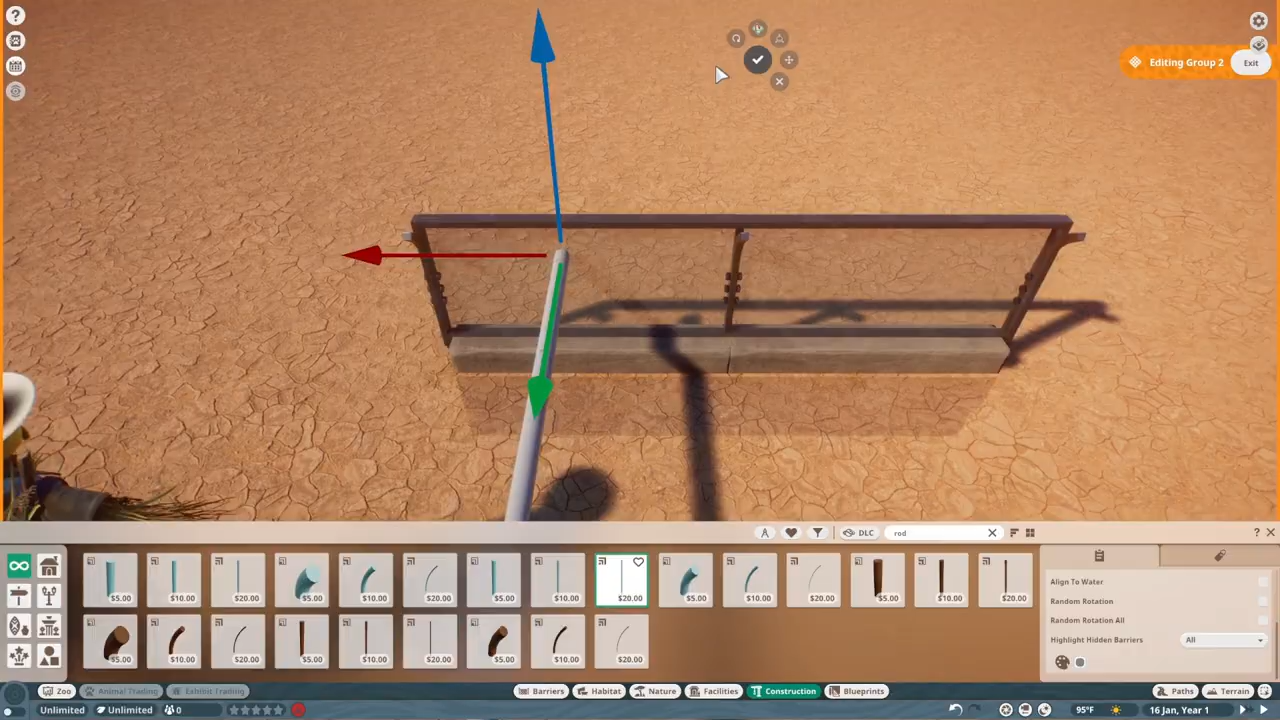 ?
Editing Group 2
Exit
DLC
rod
?
$5.00 $10.00 $20.00 $5.00 $10.00 $20.00 $5.00 $10.00 $20.00 $5.00 $10.00 $20.00 $5.00 $10.00 $20.00
$5.00 $10.00 $20.00 $5.00 $10.00 $20.00 $5.00 $10.00 $20.00
Align To Water
Random Rotation
Random Rotation All
Highlight Hidden Barriers All
Zoo Animal Trading Exhibit Trading Barriers Habitat Nature Facilities Construction Blueprints Paths Terrain
Unlimited Unlimited 0 95°F 16 Jan, Year 1